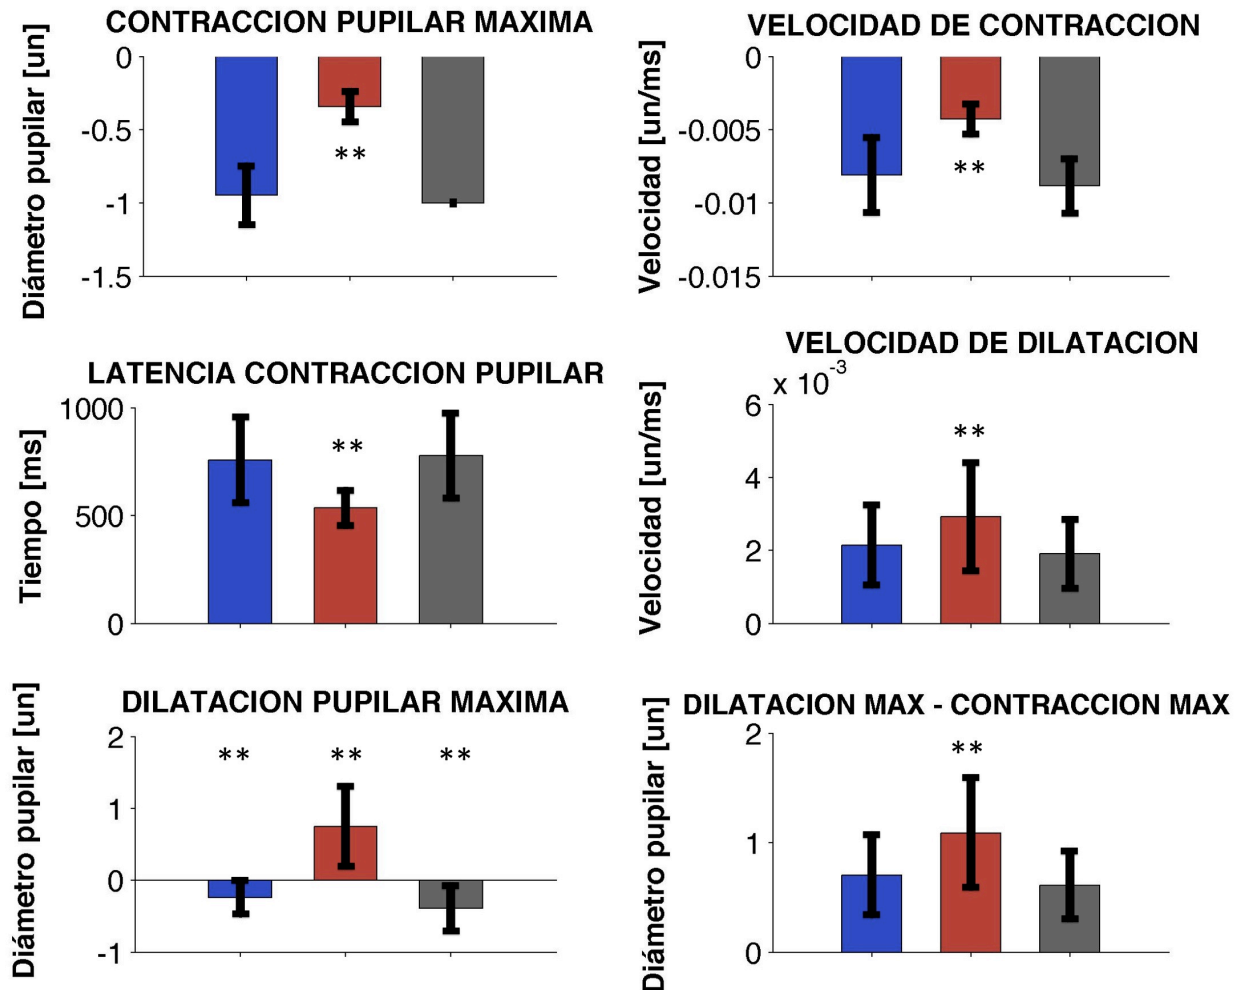 CONTRACCION PUPILAR MAXIMA
Diámetro pupilar [un]
0
-0.5
-1
-1.5
**
VELOCIDAD DE CONTRACCION
Velocidad [un/ms]
0
-0.005
-0.01
-0.015
**
LATENCIA CONTRACCION PUPILAR
Tiempo [ms]
1000
500
0
**
VELOCIDAD DE DILATACION
x 10-3
Velocidad [un/ms]
6
4
2
0
**
DILATACION PUPILAR MAXIMA
Diámetro pupilar [un]
2
1
0
-1
** ** **
DILATACION MAX - CONTRACCION MAX
Diámetro pupilar [un]
2
1
0
**